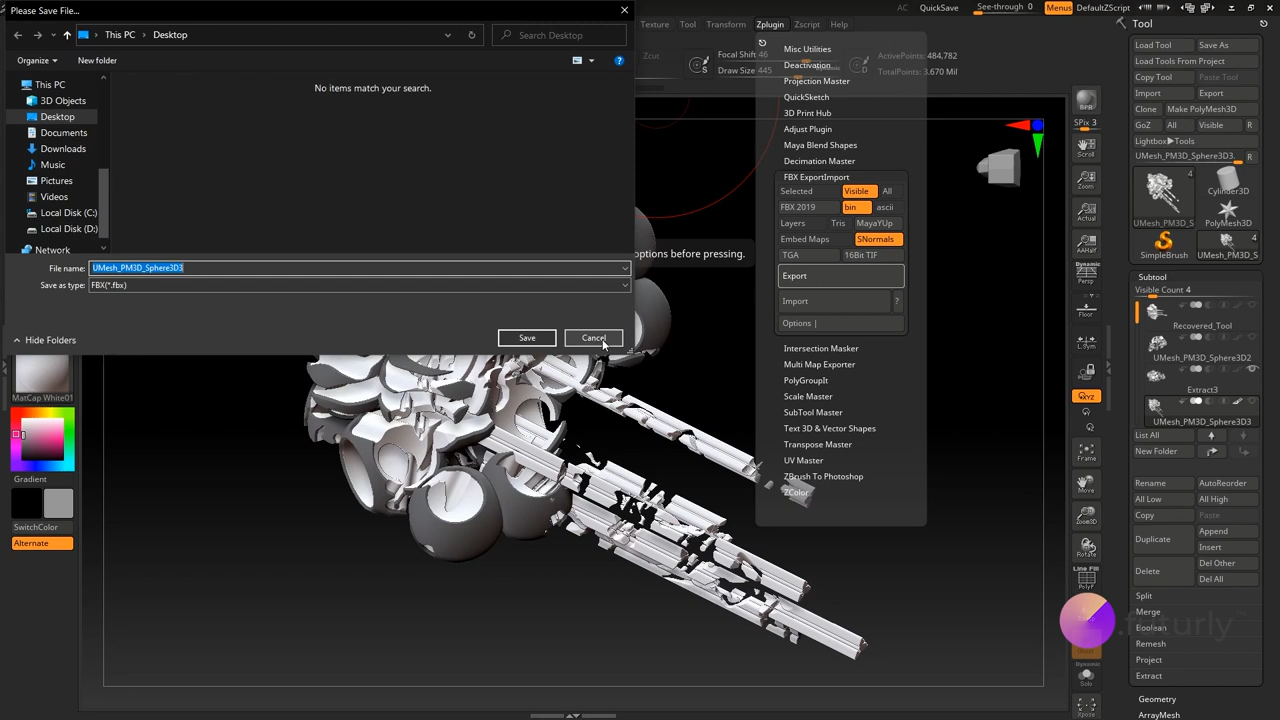 Please Save File...
This PC
Desktop
Search Desktop
Organize
New folder
This PC
3D Objects
Desktop
Documents
Downloads
Music
Pictures
Videos
Local Disk (C:)
Local Disk (D:)
Network
No items match your search.
File name:
UMesh_PM3D_Sphere3D3
Save as type:
FBX(*.fbx)
Hide Folders
Save
Cancel
MatCap White01
Gradient
SwitchColor
Alternate
Texture
Tool
Transform
Zplugin
Zscript
Help
AC
QuickSave
See-through 0
Menus
DefaultZScript
Zcut
Focal Shift 46
Draw Size 445
S
D
ActivePoints: 484,782
TotalPoints: 3.670 Mil
options before pressing.
Misc Utilities
Deactivation
Projection Master
QuickSketch
3D Print Hub
Adjust Plugin
Maya Blend Shapes
Decimation Master
FBX ExportImport
Selected
Visible
All
FBX 2019
bin
ascii
Layers
Tris
MayaYUp
Embed Maps
SNormals
TGA
16Bit TIF
Export
Import
?
Options |
Intersection Masker
Multi Map Exporter
PolyGroupIt
Scale Master
SubTool Master
Text 3D & Vector Shapes
Transpose Master
UV Master
ZBrush To Photoshop
ZColor
BPR
SPix 3
Scroll
Zoom
Actual
AAHalf
Dynamic
Persp
Floor
L.Sym
XYZ
Frame
Move
Zoom3D
Rotate
Line Fill
PolyF
Dynamic
Solo
Xpose
Tool
Load Tool
Save As
Load Tools From Project
Copy Tool
Paste Tool
Import
Export
Clone
Make PolyMesh3D
GoZ
All
Visible
R
Lightbox▶Tools
UMesh_PM3D_Sphere3D3.
R
4
UMesh_PM3D_S
Cylinder3D
PolyMesh3D
SimpleBrush
4
UMesh_PM3D_S
Subtool
Visible Count 4
Recovered_Tool
UMesh_PM3D_Sphere3D2
Extract3
UMesh_PM3D_Sphere3D3
List All
New Folder
Rename
AutoReorder
All Low
All High
Copy
Paste
Duplicate
Append
Insert
Delete
Del Other
Del All
Split
Merge
Boolean
Remesh
Project
Extract
Geometry
ArrayMesh
.futurly